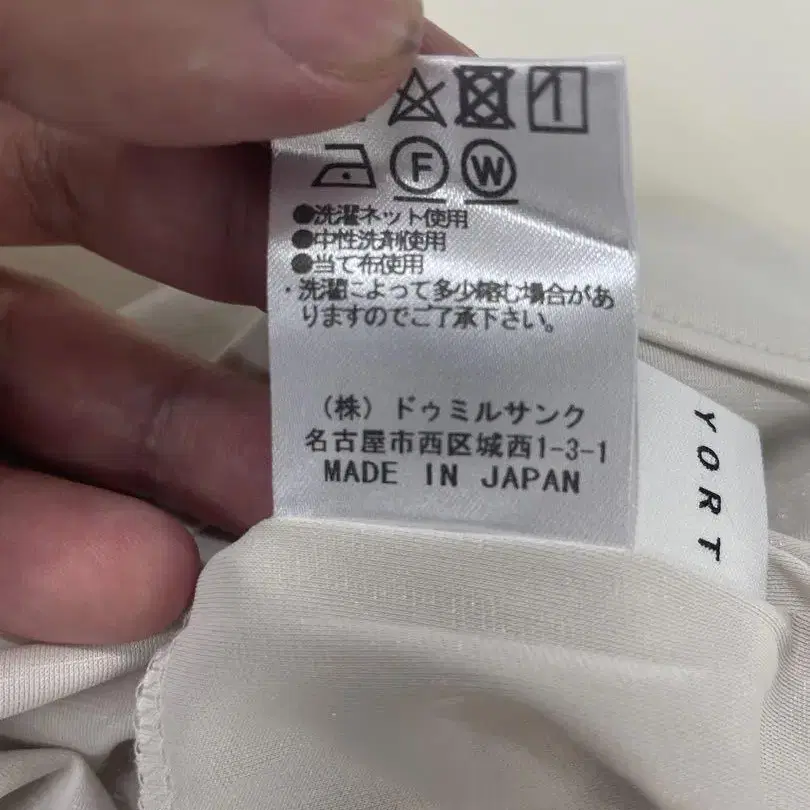 F W
●洗濯ネット使用
●中性洗剤使用
●当て布使用
・洗濯によって多少縮む場合があ
りますのでご了承下さい。
(株) ドゥミルサンク
名古屋市西区城西1-3-1
MADE IN JAPAN
YORT